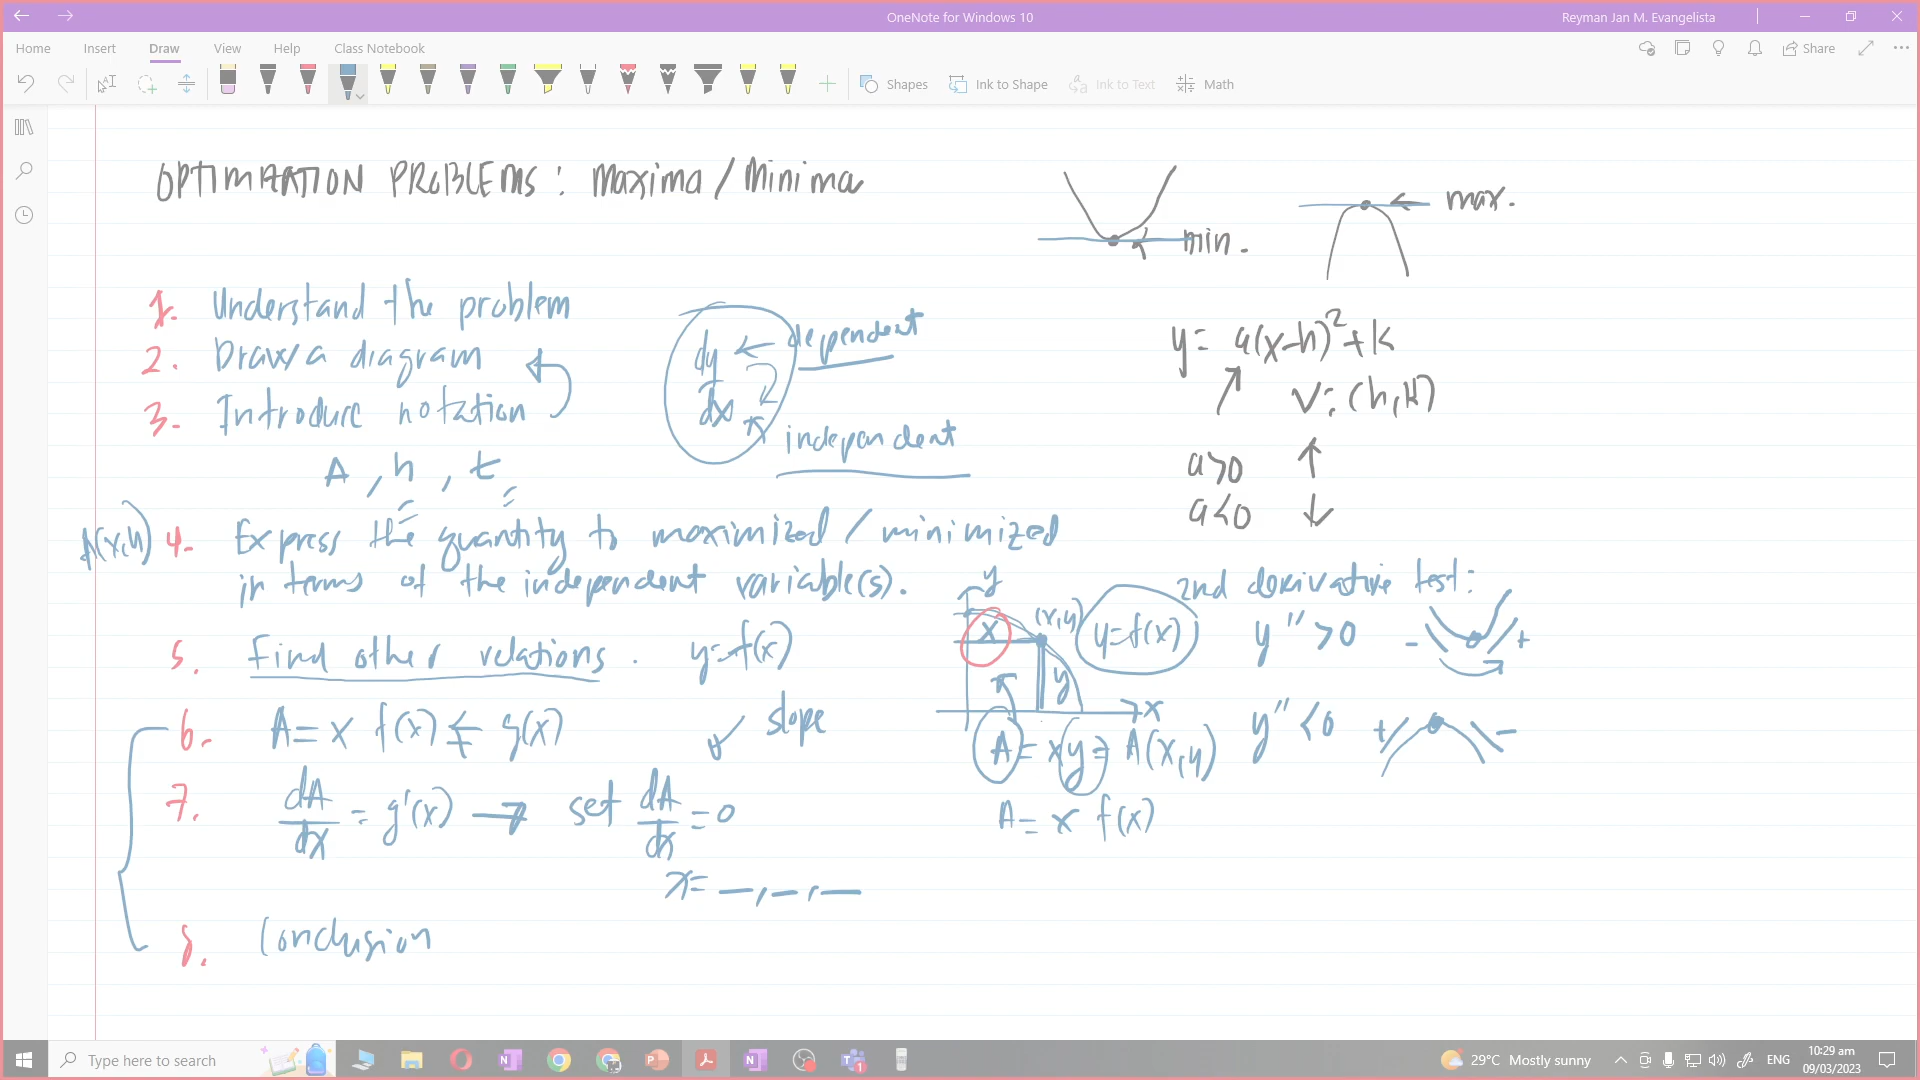 OneNote for Windows 10
Reyman Jan M. Evangelista
Home Insert Draw View Help Class Notebook
Share
Shapes Ink to Shape Ink to Text Math
OPTIMIZATION PROBLEMS: Maxima/Minima
min.
max.
1. Understand the problem
2. Draw a diagram
3. Introduce notation
A, h, t
dy ← dependent
dx
independent
y = a(x-h)²+k
V: (h,k)
a>0 ↑
a<0 ↓
A(x,h) 4. Express the quantity to maximized / minimized
in terms of the independent variable(s).
5. Find other relations. y=f(x)
6. A = x f(x) ← g(x)
slope
7. dA/dx = g'(x) → set dA/dx = 0
x= _, _, _
8. Conclusion
y
x
(x,y)
y=f(x)
y
x
A = xy = A(x,y)
A = x f(x)
2nd derivative test:
y''>0 - +
y''<0 + -
Type here to search
29°C Mostly sunny
ENG
10:29 am
09/03/2023